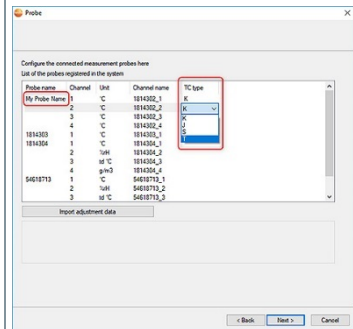 Probe
Configure the connected measurement probes here
List of the probes registered in the system
Probe name Channel Unit Channel name TC type
My Probe Name 1 °C 1814302_1 K
2 °C 1814302_2 K
K
3 °C 1814302_3 J
4 °C 1814302_4 S
1814303 1 °C 1814303_1 T
1814304 1 °C 1814304_1
2 %rH 1814304_2
3 td °C 1814304_3
4 g/m3 1814304_4
54618713 1 °C 54618713_1
2 %rH 54618713_2
3 td °C 54618713_3
Import adjustment data
< Back Next > Cancel